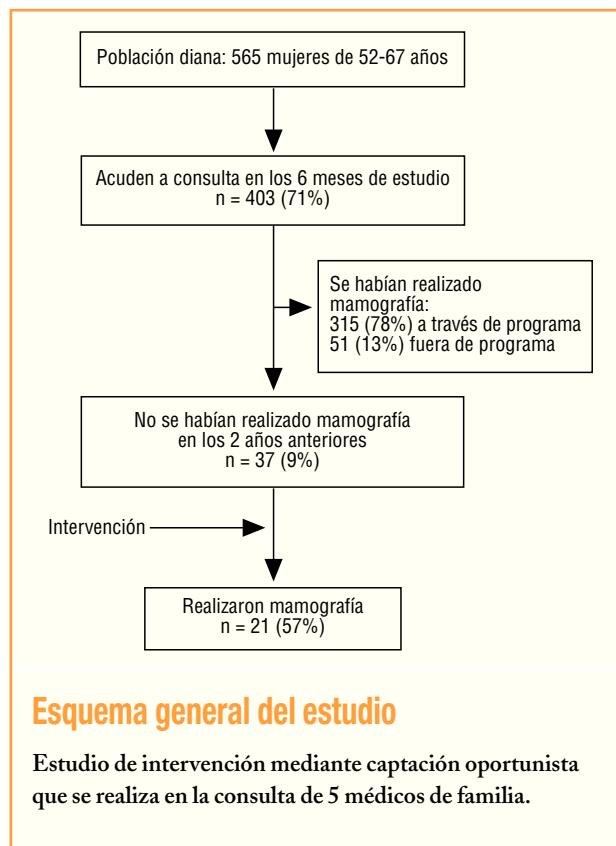 Población diana: 565 mujeres de 52-67 años
Acuden a consulta en los 6 meses de estudio
n = 403 (71%)
Se habían realizado
mamografía:
315 (78%) a través de programa
51 (13%) fuera de programa
No se habían realizado mamografía
en los 2 años anteriores
n = 37 (9%)
Intervención
Realizaron mamografía
n = 21 (57%)
Esquema general del estudio
Estudio de intervención mediante captación oportunista
que se realiza en la consulta de 5 médicos de familia.